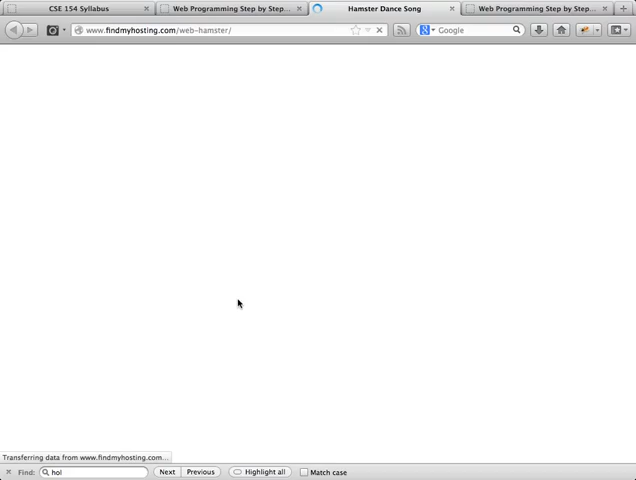 CSE 154 Syllabus
Web Programming Step by Step...
Hamster Dance Song
Web Programming Step by Step...
www.findmyhosting.com/web-hamster/
Google
Transferring data from www.findmyhosting.com...
Find: hol Next Previous Highlight all Match case